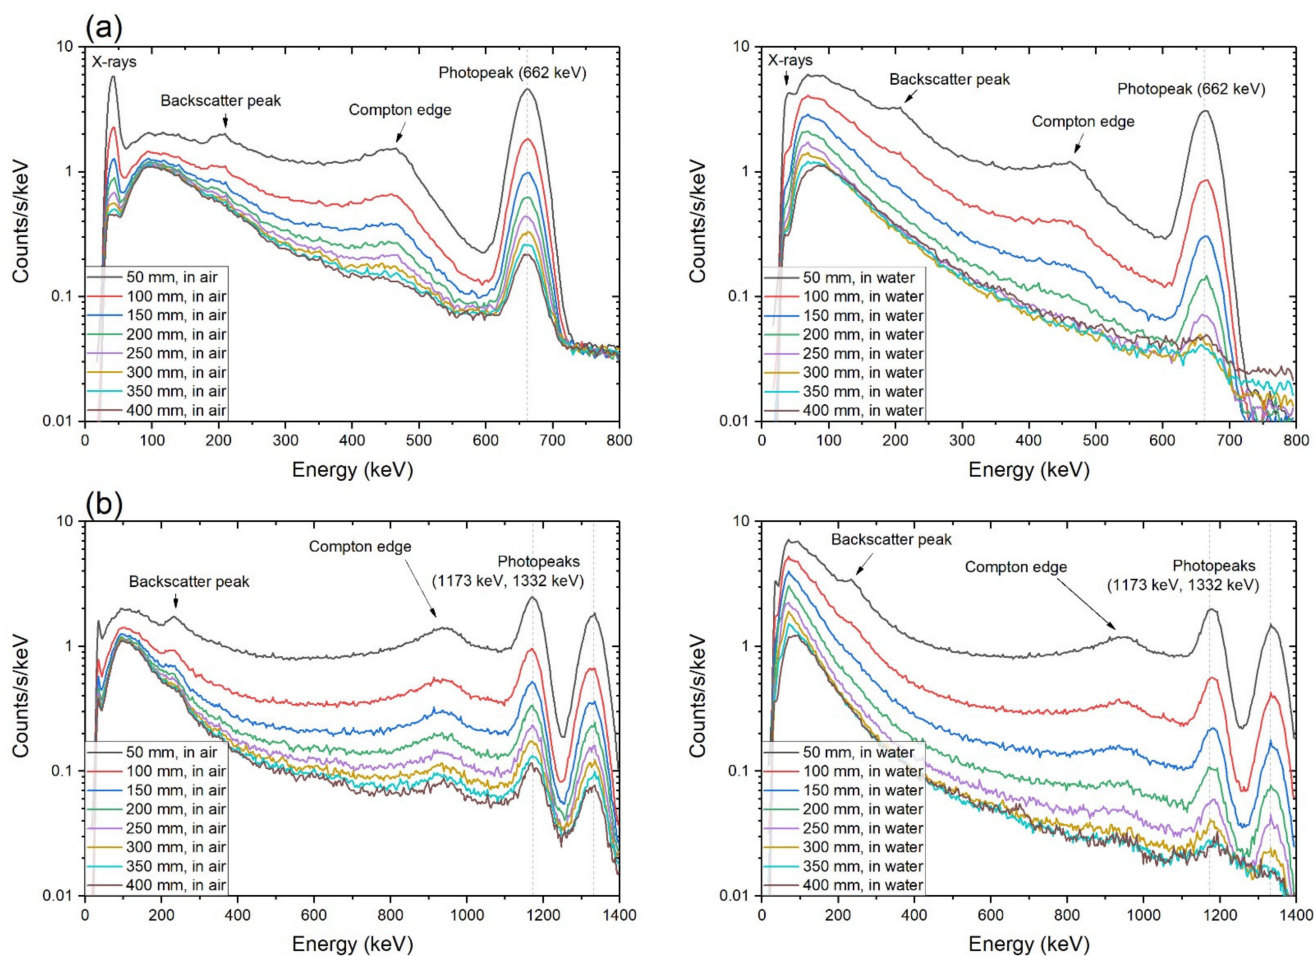 (a)
10
1
0.1
0.01
Counts/s/keV
X-rays
Backscatter peak
Compton edge
Photopeak (662 keV)
50 mm, in air
100 mm, in air
150 mm, in air
200 mm, in air
250 mm, in air
300 mm, in air
350 mm, in air
400 mm, in air
0 100 200 300 400 500 600 700 800
Energy (keV)
10
1
0.1
0.01
Counts/s/keV
X-rays
Backscatter peak
Compton edge
Photopeak (662 keV)
50 mm, in water
100 mm, in water
150 mm, in water
200 mm, in water
250 mm, in water
300 mm, in water
350 mm, in water
400 mm, in water
0 100 200 300 400 500 600 700 800
Energy (keV)
(b)
10
1
0.1
0.01
Counts/s/keV
Backscatter peak
Compton edge
Photopeaks
(1173 keV, 1332 keV)
50 mm, in air
100 mm, in air
150 mm, in air
200 mm, in air
250 mm, in air
300 mm, in air
350 mm, in air
400 mm, in air
0 200 400 600 800 1000 1200 1400
Energy (keV)
10
1
0.1
0.01
Counts/s/keV
Backscatter peak
Compton edge
Photopeaks
(1173 keV, 1332 keV)
50 mm, in water
100 mm, in water
150 mm, in water
200 mm, in water
250 mm, in water
300 mm, in water
350 mm, in water
400 mm, in water
0 200 400 600 800 1000 1200 1400
Energy (keV)